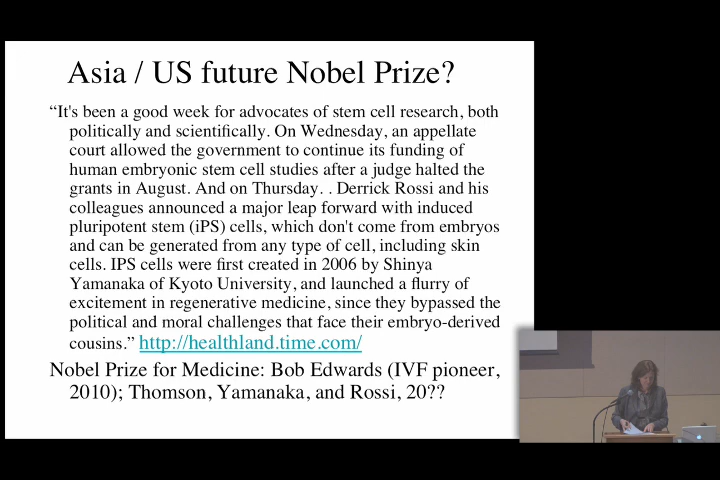 Asia / US future Nobel Prize?
“It's been a good week for advocates of stem cell research, both
politically and scientifically. On Wednesday, an appellate
court allowed the government to continue its funding of
human embryonic stem cell studies after a judge halted the
grants in August. And on Thursday. . Derrick Rossi and his
colleagues announced a major leap forward with induced
pluripotent stem (iPS) cells, which don't come from embryos
and can be generated from any type of cell, including skin
cells. IPS cells were first created in 2006 by Shinya
Yamanaka of Kyoto University, and launched a flurry of
excitement in regenerative medicine, since they bypassed the
political and moral challenges that face their embryo-derived
cousins.” http://healthland.time.com/
Nobel Prize for Medicine: Bob Edwards (IVF pioneer,
2010); Thomson, Yamanaka, and Rossi, 20??